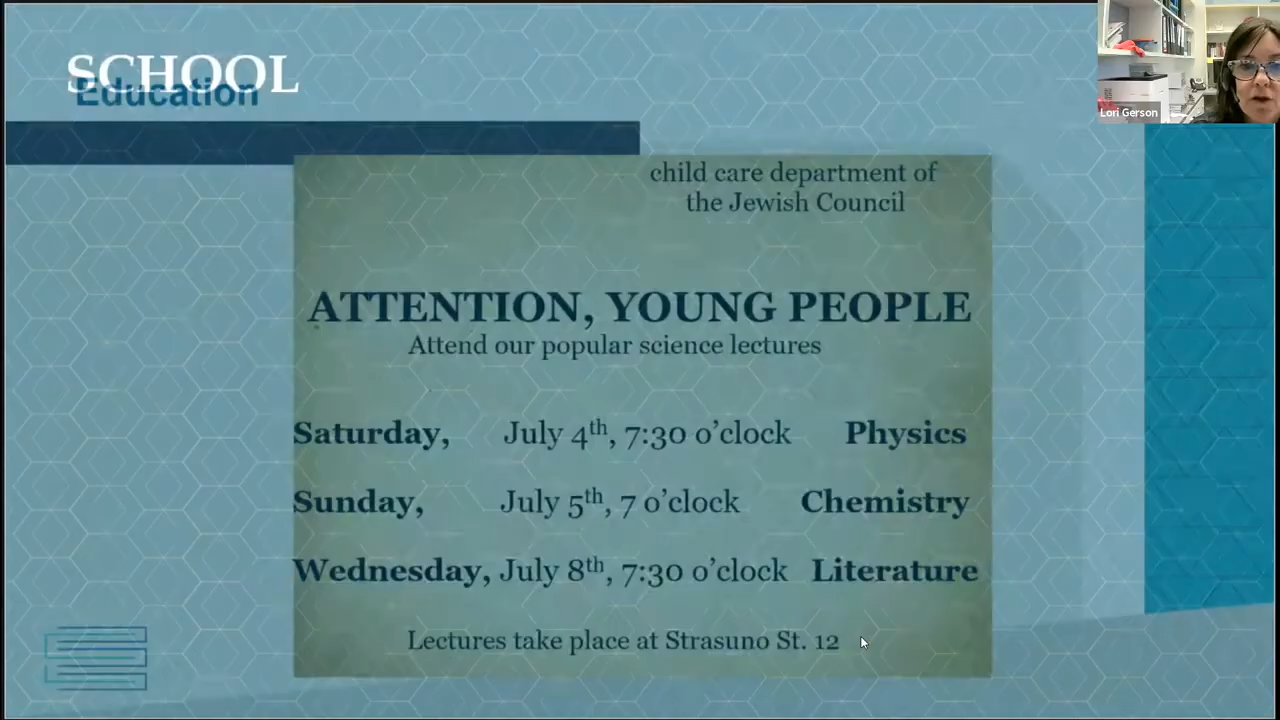 SCHOOL
Education
Lori Gerson
child care department of
the Jewish Council
ATTENTION, YOUNG PEOPLE
Attend our popular science lectures
Saturday, July 4th, 7:30 o’clock Physics
Sunday, July 5th, 7 o’clock Chemistry
Wednesday, July 8th, 7:30 o’clock Literature
Lectures take place at Strasuno St. 12